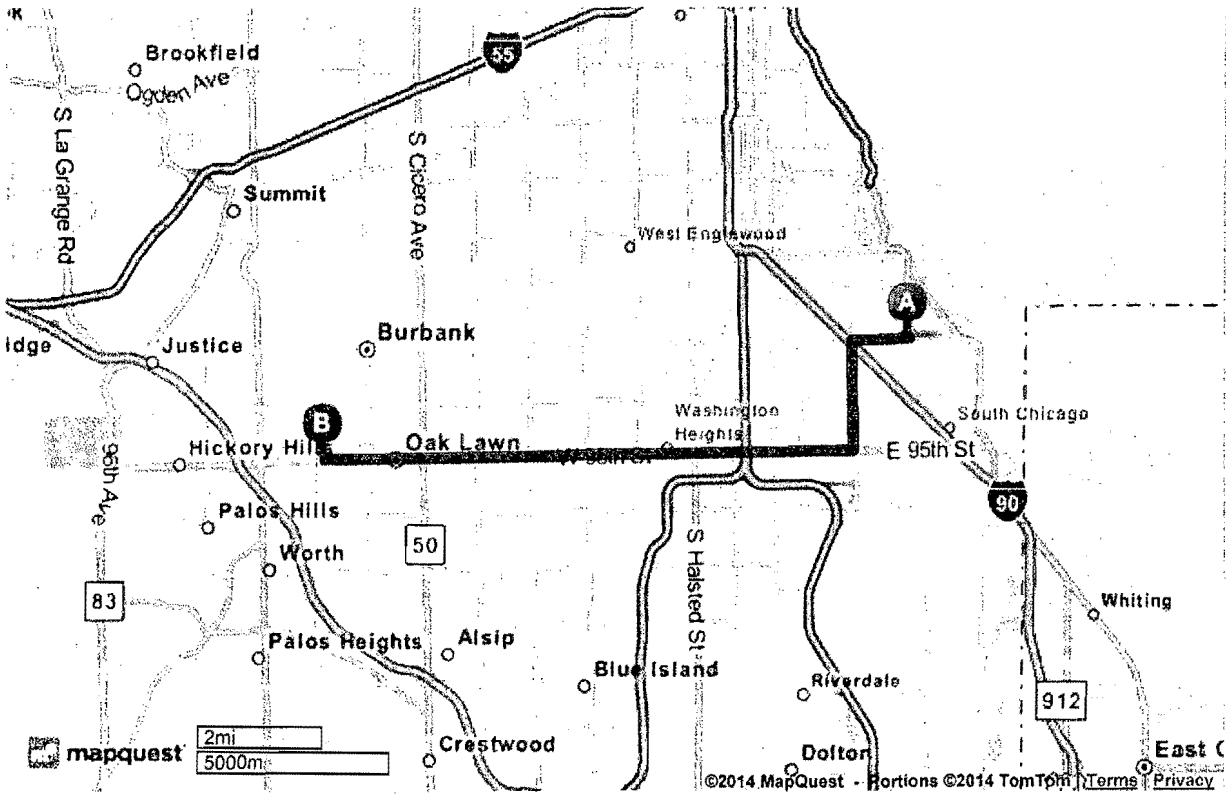 Brookfield
Ogden Ave
55
S La Grange Rd
S Cicero Ave
Summit
West Englewood
A
idge
Justice
Burbank
B
Washington
Heights
South Chicago
Hickory Hills
Oak Lawn
E 95th St
96th Ave
90
Palos Hills
50
Worth
S Halsted St
83
Whiting
Palos Heights
Alsip
Blue Island
Riverdale
912
mapquest
2mi
5000m
Crestwood
Dolton
East C
©2014 MapQuest - Portions ©2014 TomTom | Terms | Privacy